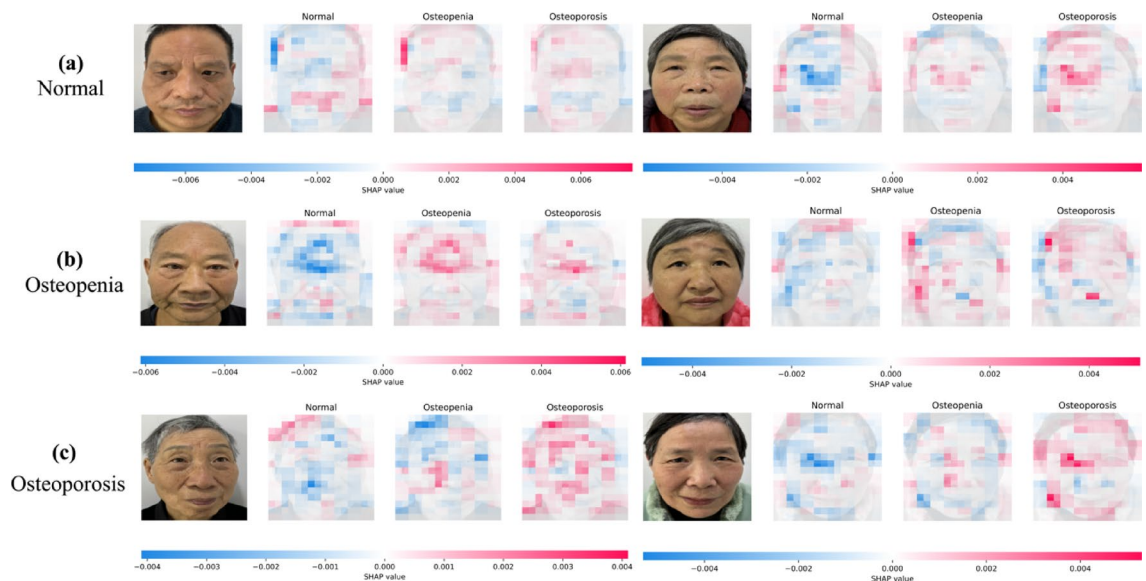 Normal Osteopenia Osteoporosis Normal Osteopenia Osteoporosis
(a)
Normal
−0.006 −0.004 −0.002 0.000 0.002 0.004 0.006 −0.004 −0.002 0.000 0.002 0.004
SHAP value SHAP value
Normal Osteopenia Osteoporosis Normal Osteopenia Osteoporosis
(b)
Osteopenia
−0.006 −0.004 −0.002 0.000 0.002 0.004 0.006 −0.004 −0.002 0.000 0.002 0.004
SHAP value SHAP value
Normal Osteopenia Osteoporosis Normal Osteopenia Osteoporosis
(c)
Osteoporosis
−0.004 −0.003 −0.002 −0.001 0.000 0.001 0.002 0.003 0.004 −0.004 −0.002 0.000 0.002 0.004
SHAP value SHAP value